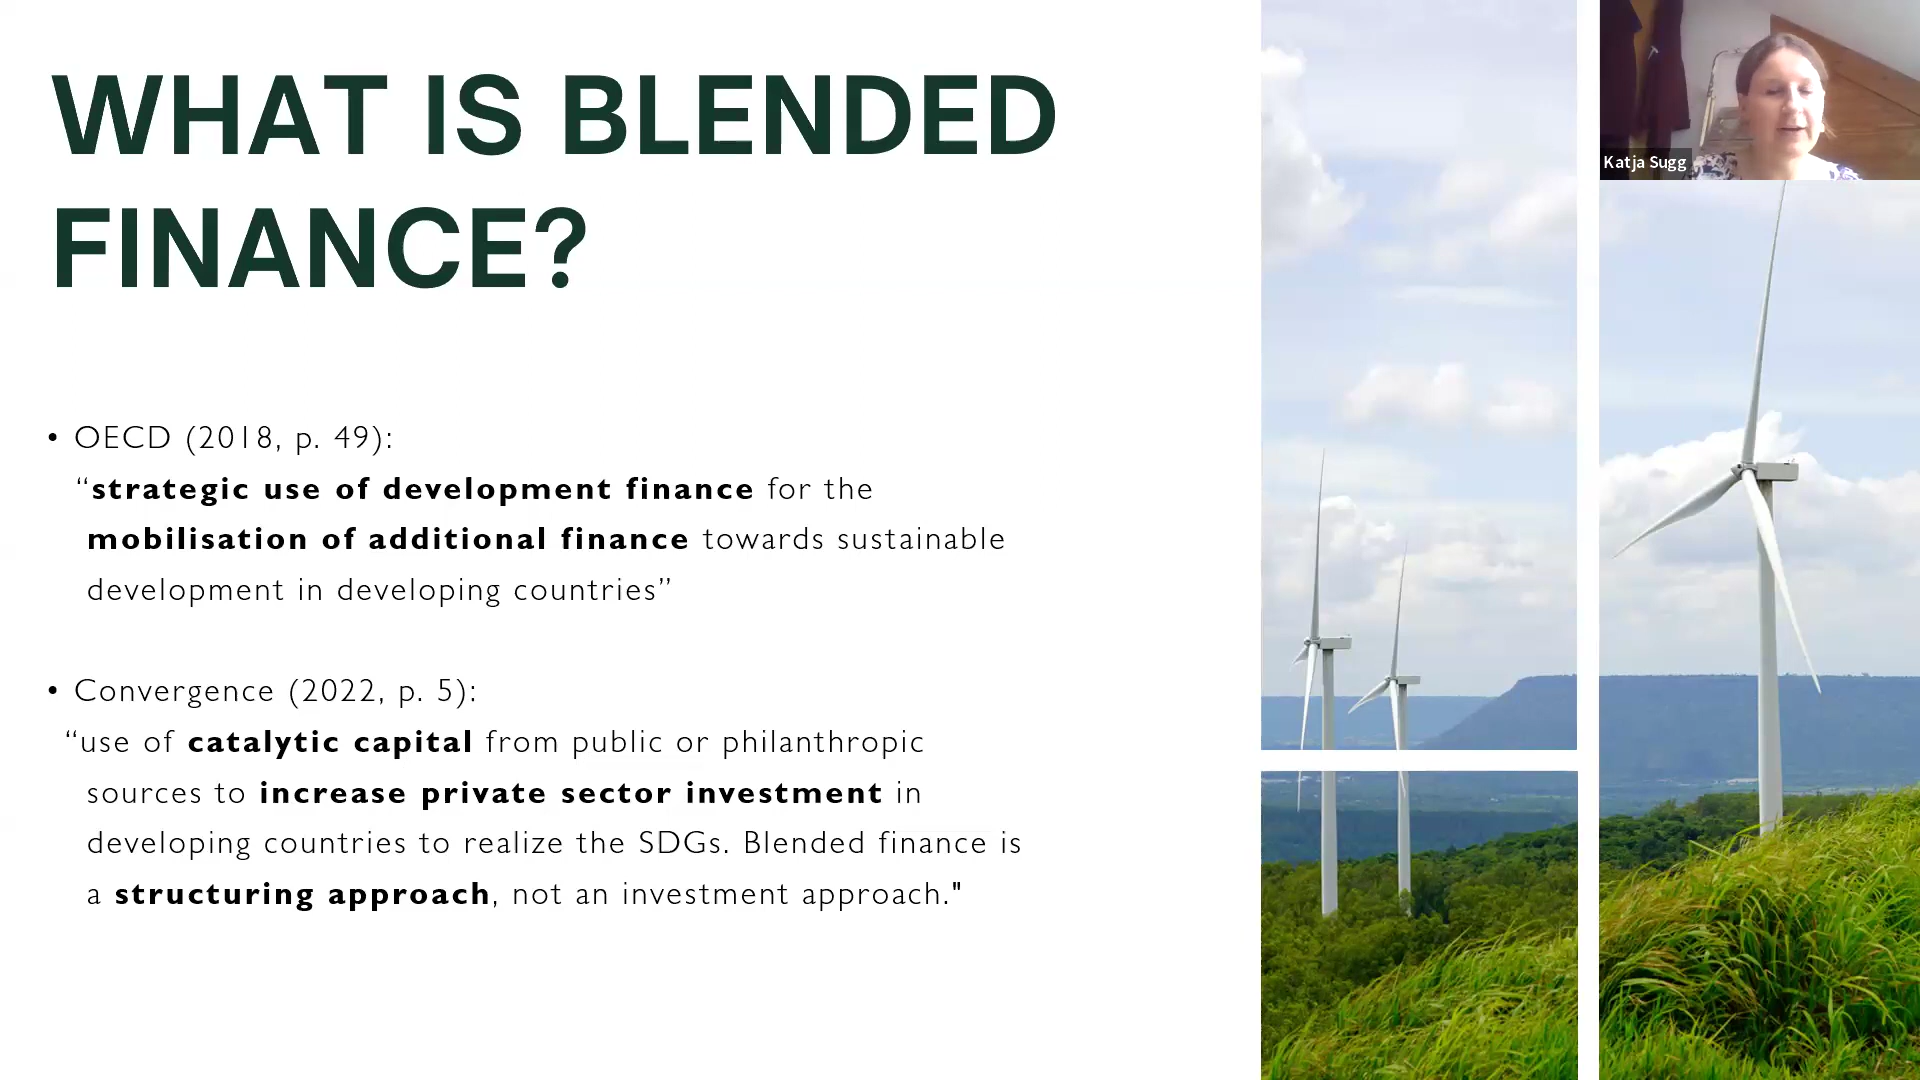 WHAT IS BLENDED
FINANCE?
Katja Sugg
• OECD (2018, p. 49):
“strategic use of development finance for the
mobilisation of additional finance towards sustainable
development in developing countries”
• Convergence (2022, p. 5):
“use of catalytic capital from public or philanthropic
sources to increase private sector investment in
developing countries to realize the SDGs. Blended finance is
a structuring approach, not an investment approach."